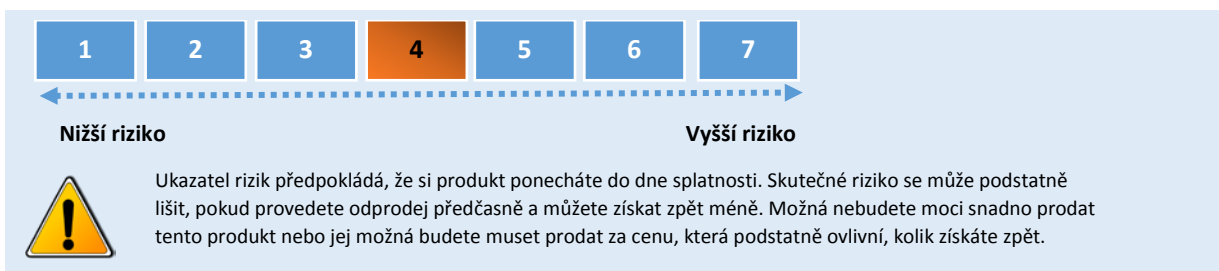 1 2 3 4 5 6 7
Nižší riziko Vyšší riziko
Ukazatel rizik předpokládá, že si produkt ponecháte do dne splatnosti. Skutečné riziko se může podstatně
lišit, pokud provedete odprodej předčasně a můžete získat zpět méně. Možná nebudete moci snadno prodat
tento produkt nebo jej možná budete muset prodat za cenu, která podstatně ovlivní, kolik získáte zpět.